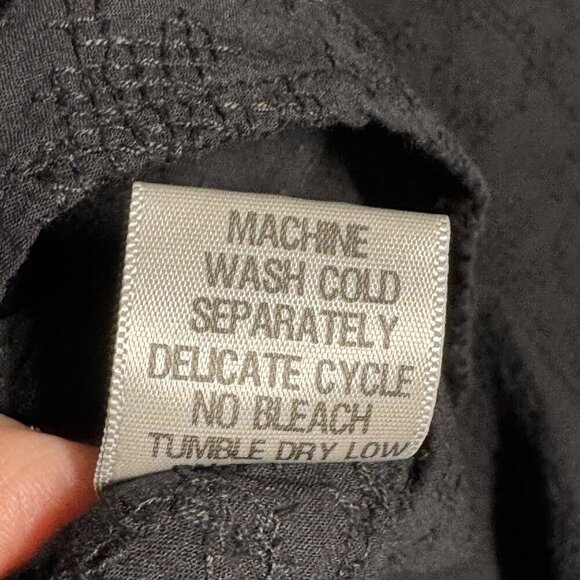 MACHINE
WASH COLD
SEPARATELY
DELICATE CYCLE
NO BLEACH
TUMBLE DRY LOW